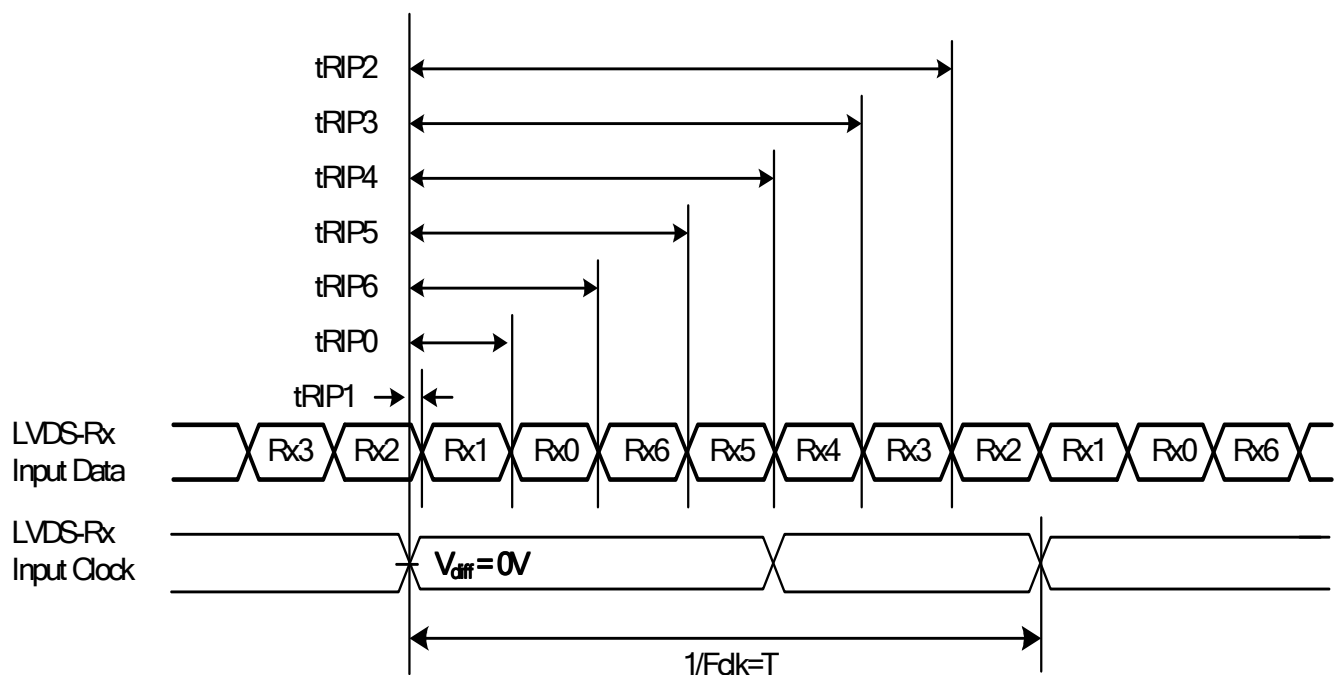 tRIP2
tRIP3
tRIP4
tRIP5
tRIP6
tRIP0
tRIP1
LVDS-Rx
Input Data
Rx3 Rx2 Rx1 Rx0 Rx6 Rx5 Rx4 Rx3 Rx2 Rx1 Rx0 Rx6
LVDS-Rx
Input Clock
Vdiff = 0V
1/Fclk=T